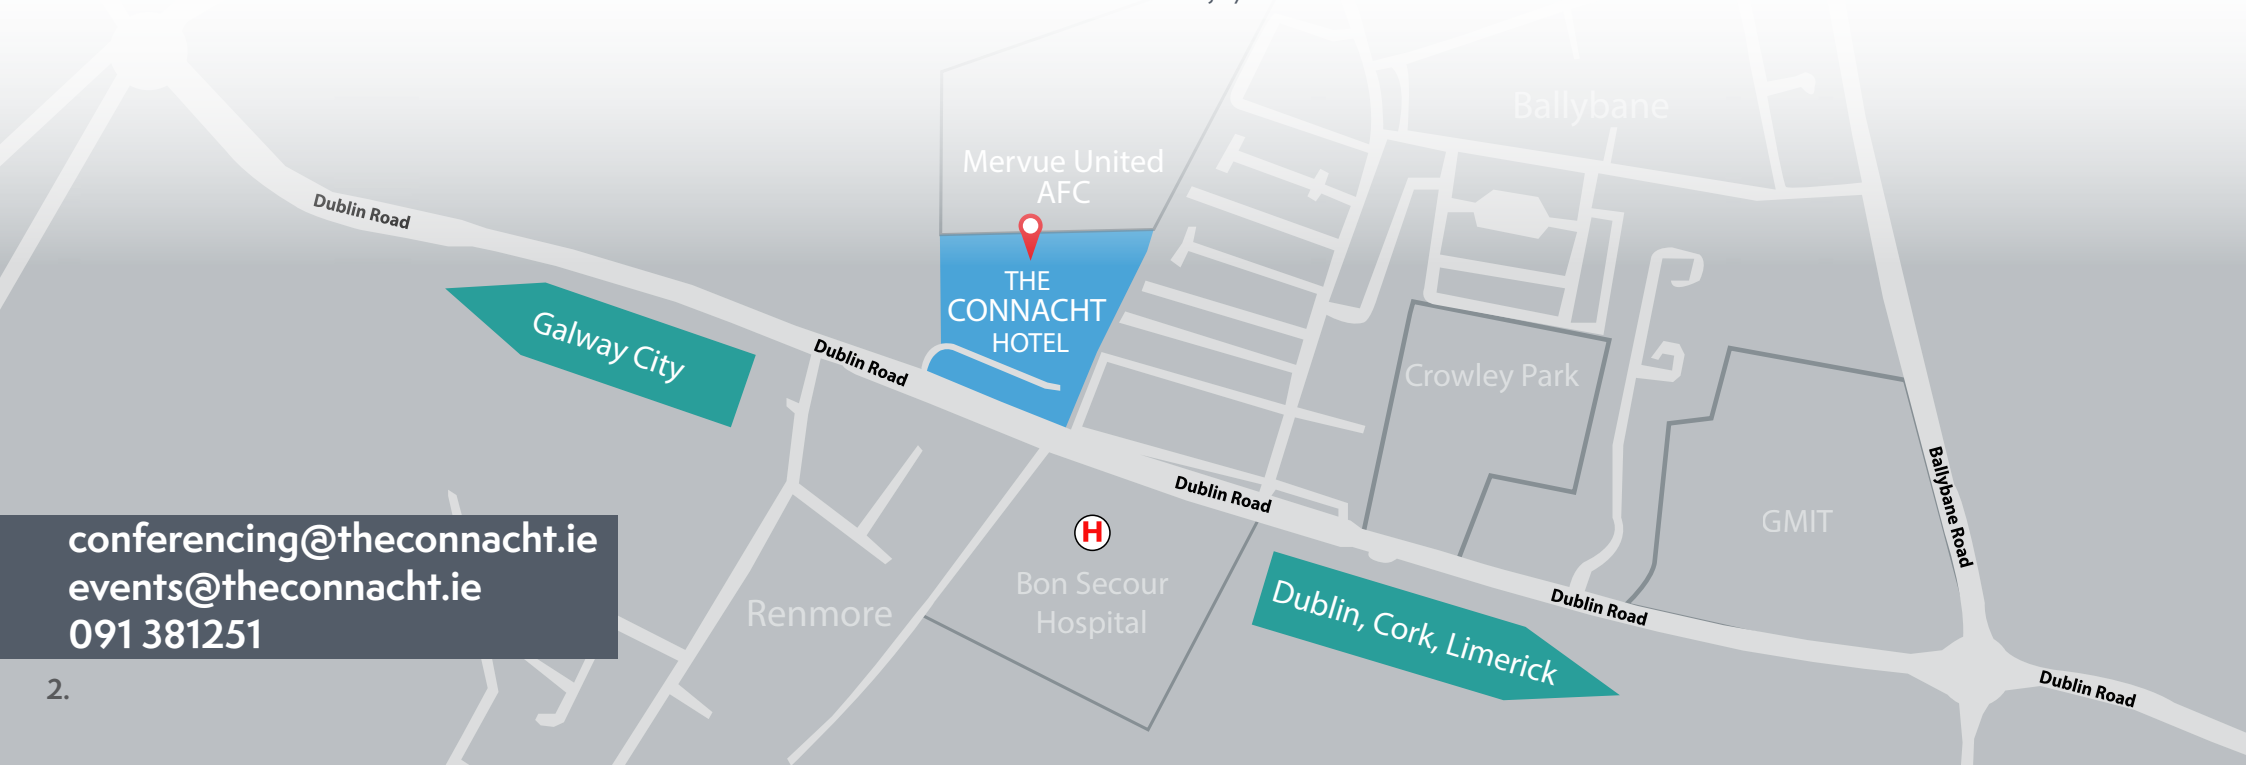 Ballybane
Mervue United
AFC
Dublin Road
THE
CONNACHT
HOTEL
Galway City
Dublin Road
Crowley Park
Dublin Road
Ballybane Road
GMIT
H
Bon Secour
Hospital
Renmore
Dublin, Cork, Limerick
Dublin Road
Dublin Road
conferencing@theconnacht.ie
events@theconnacht.ie
091 381251
2.